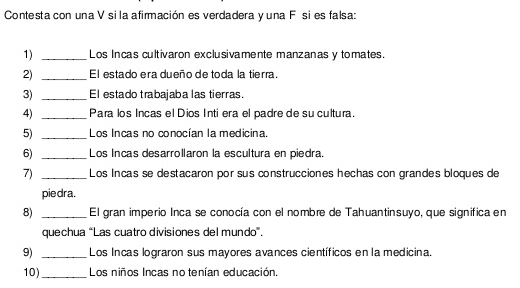 Contesta con una V si la afirmación es verdadera y una F si es falsa:
1) _______ Los Incas cultivaron exclusivamente manzanas y tomates.
2) _______ El estado era dueño de toda la tierra.
3) _______ El estado trabajaba las tierras.
4) _______ Para los Incas el Dios Inti era el padre de su cultura.
5) _______ Los Incas no conocían la medicina.
6) _______ Los Incas desarrollaron la escultura en piedra.
7) _______ Los Incas se destacaron por sus construcciones hechas con grandes bloques de
piedra.
8) _______ El gran imperio Inca se conocía con el nombre de Tahuantinsuyo, que significa en
quechua “Las cuatro divisiones del mundo”.
9) _______ Los Incas lograron sus mayores avances científicos en la medicina.
10) _______ Los niños Incas no tenían educación.